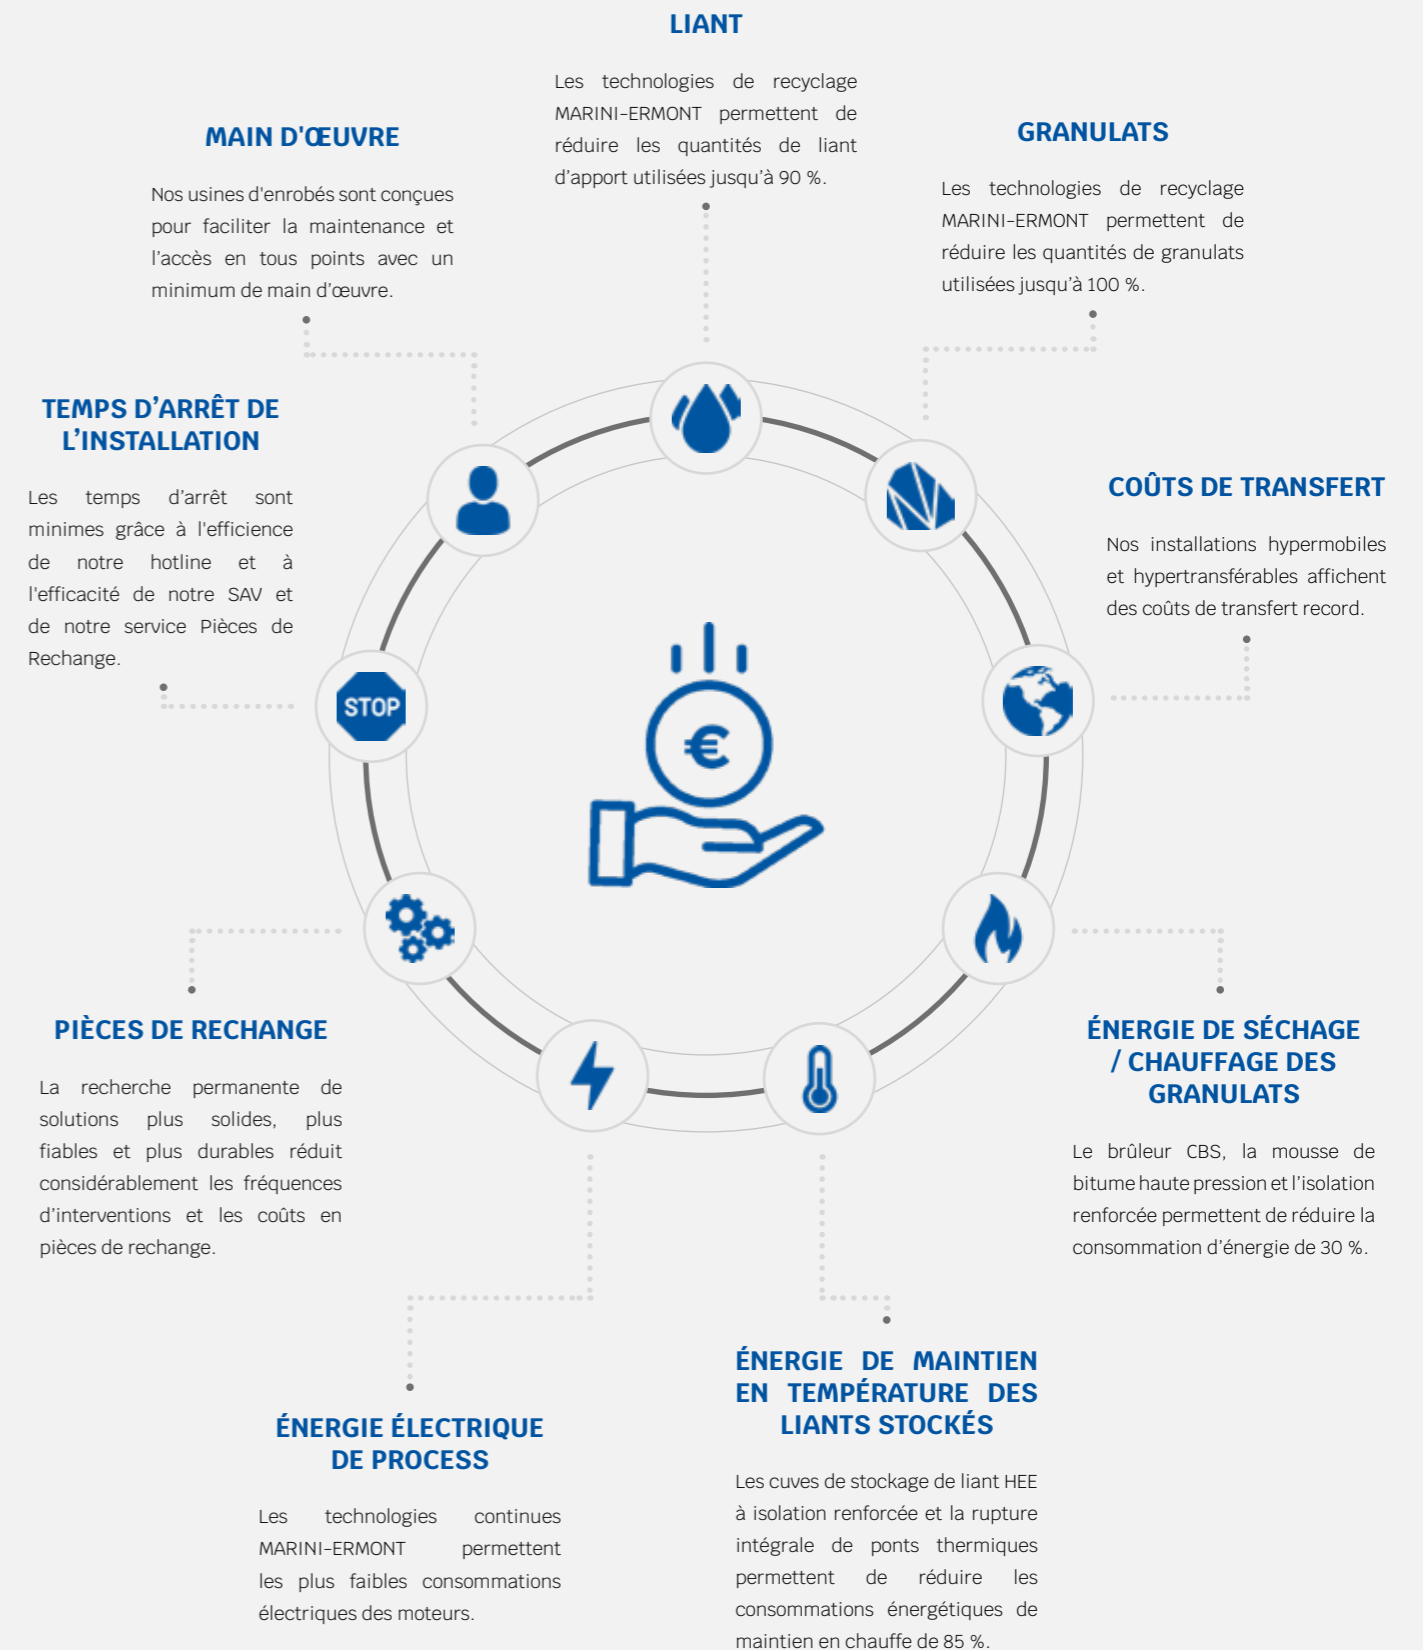 LIANT
Les technologies de recyclage
MARINI-ERMONT permettent de
réduire les quantités de liant
d’apport utilisées jusqu’à 90 %.
GRANULATS
Les technologies de recyclage
MARINI-ERMONT permettent de
réduire les quantités de granulats
utilisées jusqu’à 100 %.
COÛTS DE TRANSFERT
Nos installations hypermobiles
et hypertransférables affichent
des coûts de transfert record.
ÉNERGIE DE SÉCHAGE
/ CHAUFFAGE DES
GRANULATS
Le brûleur CBS, la mousse de
bitume haute pression et l’isolation
renforcée permettent de réduire la
consommation d’énergie de 30 %.
ÉNERGIE DE MAINTIEN
EN TEMPÉRATURE DES
LIANTS STOCKÉS
Les cuves de stockage de liant HEE
à isolation renforcée et la rupture
intégrale de ponts thermiques
permettent de réduire les
consommations énergétiques de
maintien en chauffe de 85 %.
ÉNERGIE ÉLECTRIQUE
DE PROCESS
Les technologies continues
MARINI-ERMONT permettent
les plus faibles consommations
électriques des moteurs.
PIÈCES DE RECHANGE
La recherche permanente de
solutions plus solides, plus
fiables et plus durables réduit
considérablement les fréquences
d’interventions et les coûts en
pièces de rechange.
TEMPS D’ARRÊT DE
L’INSTALLATION
Les temps d’arrêt sont
minimes grâce à l'efficience
de notre hotline et à
l'efficacité de notre SAV et
de notre service Pièces de
Rechange.
MAIN D'ŒUVRE
Nos usines d'enrobés sont conçues
pour faciliter la maintenance et
l’accès en tous points avec un
minimum de main d’œuvre.
STOP
€